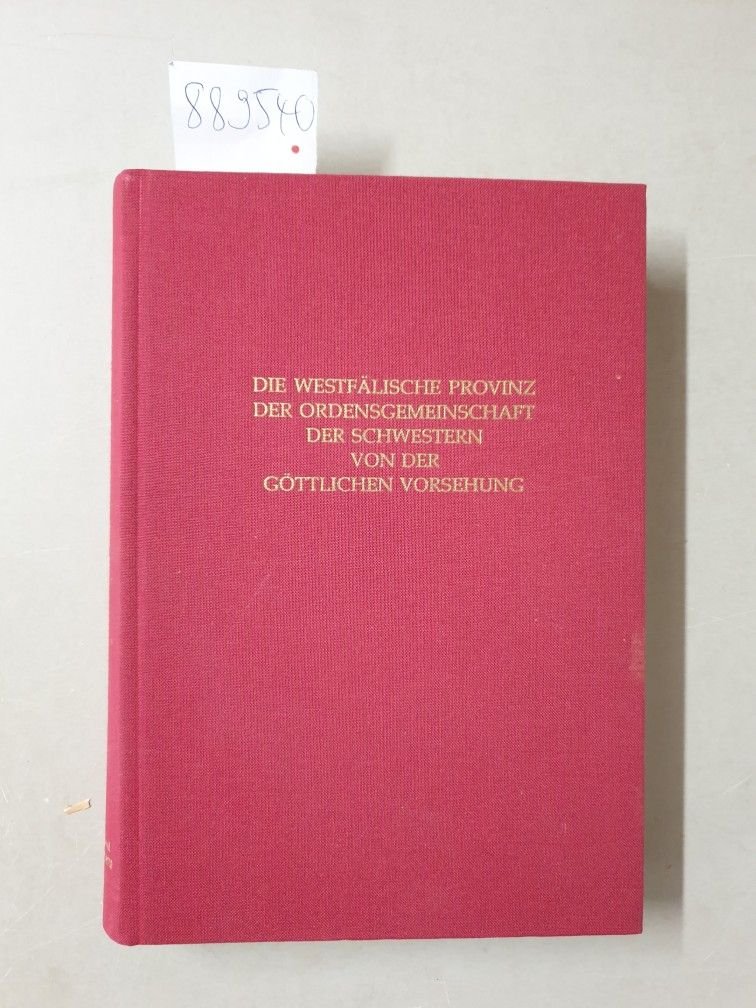 889540
DIE WESTFÄLISCHE PROVINZ
DER ORDENSGEMEINSCHAFT
DER SCHWESTERN
VON DER
GÖTTLICHEN VORSEHUNG